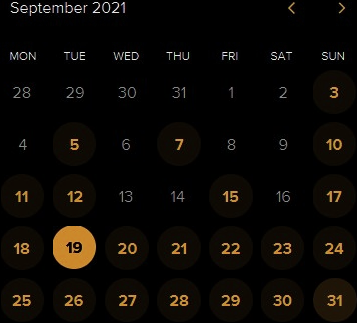 September 2021
MON TUE WED THU FRI SAT SUN
28 29 30 31 1 2 3
4 5 6 7 8 9 10
11 12 13 14 15 16 17
18 19 20 21 22 23 24
25 26 27 28 29 30 31